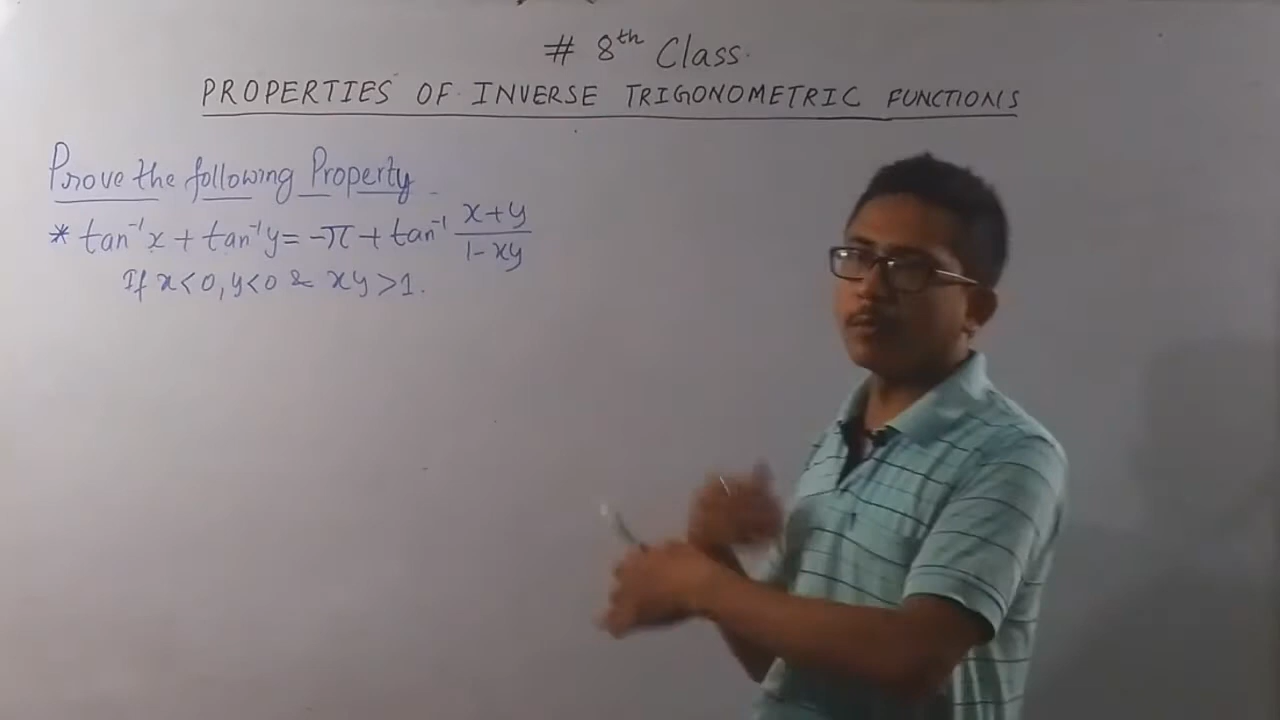 # 8th Class.
PROPERTIES OF INVERSE TRIGONOMETRIC FUNCTIONS
Prove the following Property
* tan⁻¹x + tan⁻¹y = -π + tan⁻¹ (x+y)/(1-xy)
If x<0, y<0 & xy>1.